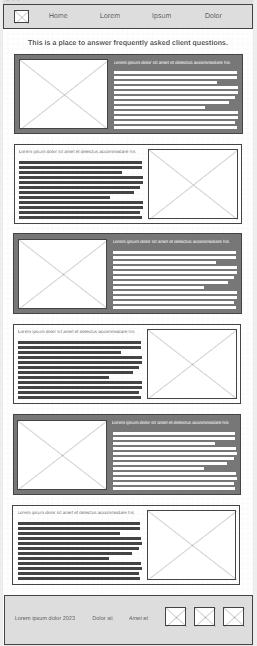 Home Lorem Ipsum Dolor
This is a place to answer frequently asked client questions.
Lorem ipsum dolor sit amet et delectus accommodare his
Lorem ipsum dolor sit amet et delectus accommodare his
Lorem ipsum dolor sit amet et delectus accommodare his
Lorem ipsum dolor sit amet et delectus accommodare his
Lorem ipsum dolor sit amet et delectus accommodare his
Lorem ipsum dolor sit amet et delectus accommodare his
Lorem ipsum dolor 2023 Dolor sit Amet at